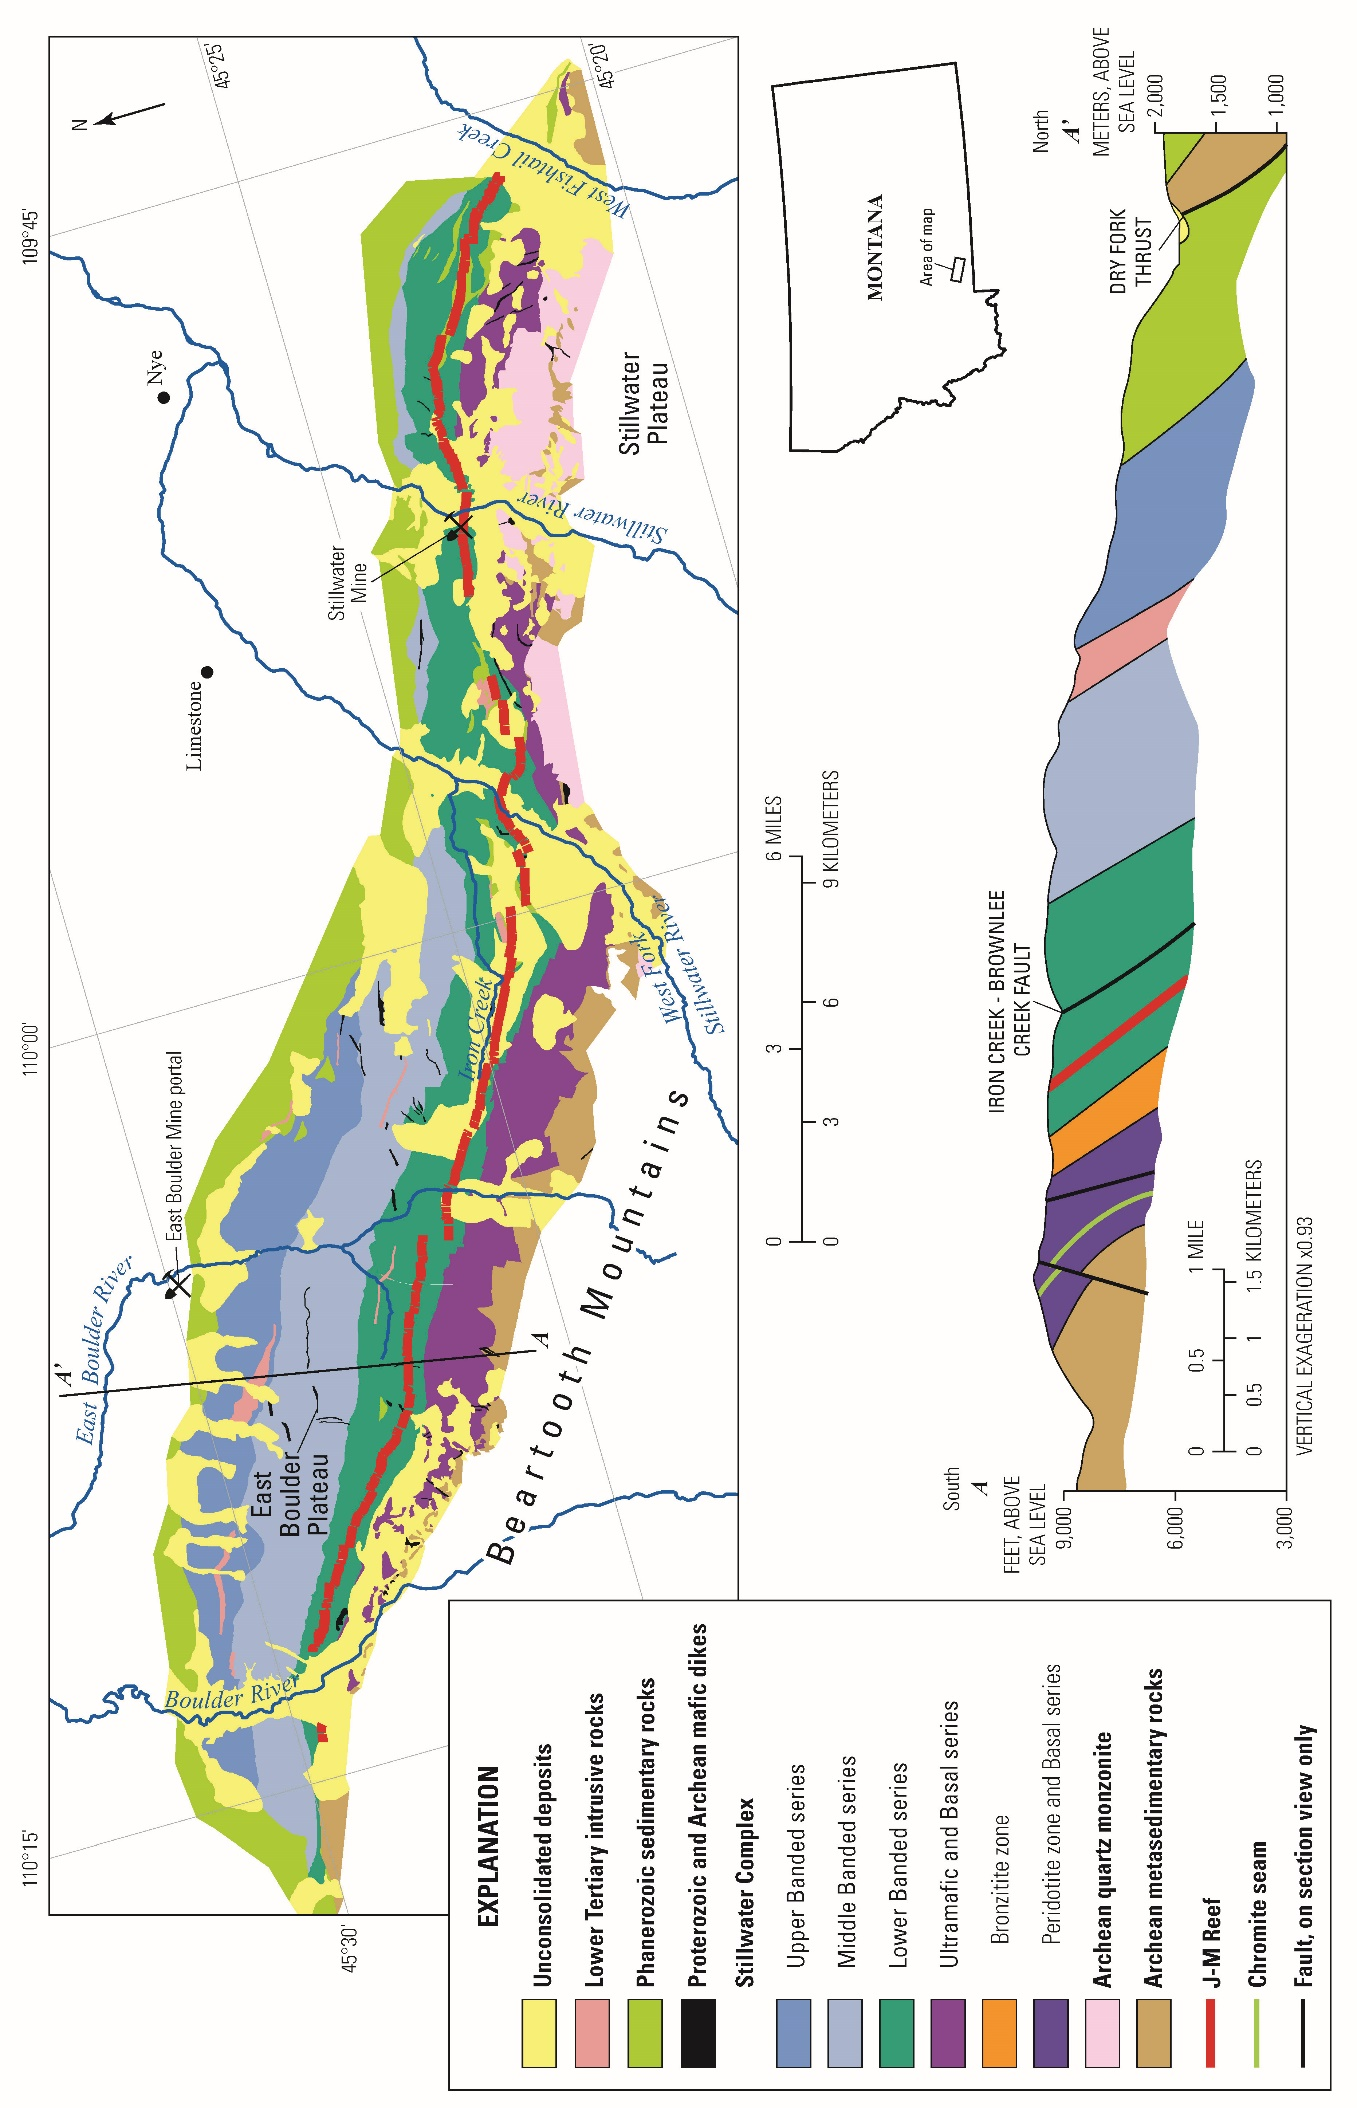 110°15'
110°00'
109°45'
45°25'
45°20'
45°30'
N
A'
East Boulder River
East Boulder Mine portal
Limestone
Nye
Stillwater
Mine
Boulder River
East
Boulder
Plateau
A
Iron Creek
West Fork
Stillwater River
Stillwater River
West Fishtail Creek
Stillwater
Plateau
Beartooth Mountains
0 3 6 MILES
0 3 6 9 KILOMETERS
MONTANA
Area of map
EXPLANATION
Unconsolidated deposits
Lower Tertiary intrusive rocks
Phanerozoic sedimentary rocks
Proterozoic and Archean mafic dikes
Stillwater Complex
Upper Banded series
Middle Banded series
Lower Banded series
Ultramafic and Basal series
Bronzitite zone
Peridotite zone and Basal series
Archean quartz monzonite
Archean metasedimentary rocks
J-M Reef
Chromite seam
Fault, on section view only
South
A
FEET, ABOVE
SEA LEVEL
9,000
6,000
3,000
IRON CREEK - BROWNLEE
CREEK FAULT
DRY FORK
THRUST
North
A'
METERS, ABOVE
SEA LEVEL
2,000
1,500
1,000
0 0.5 1 MILE
0 0.5 1 1.5 KILOMETERS
VERTICAL EXAGERATION x0.93